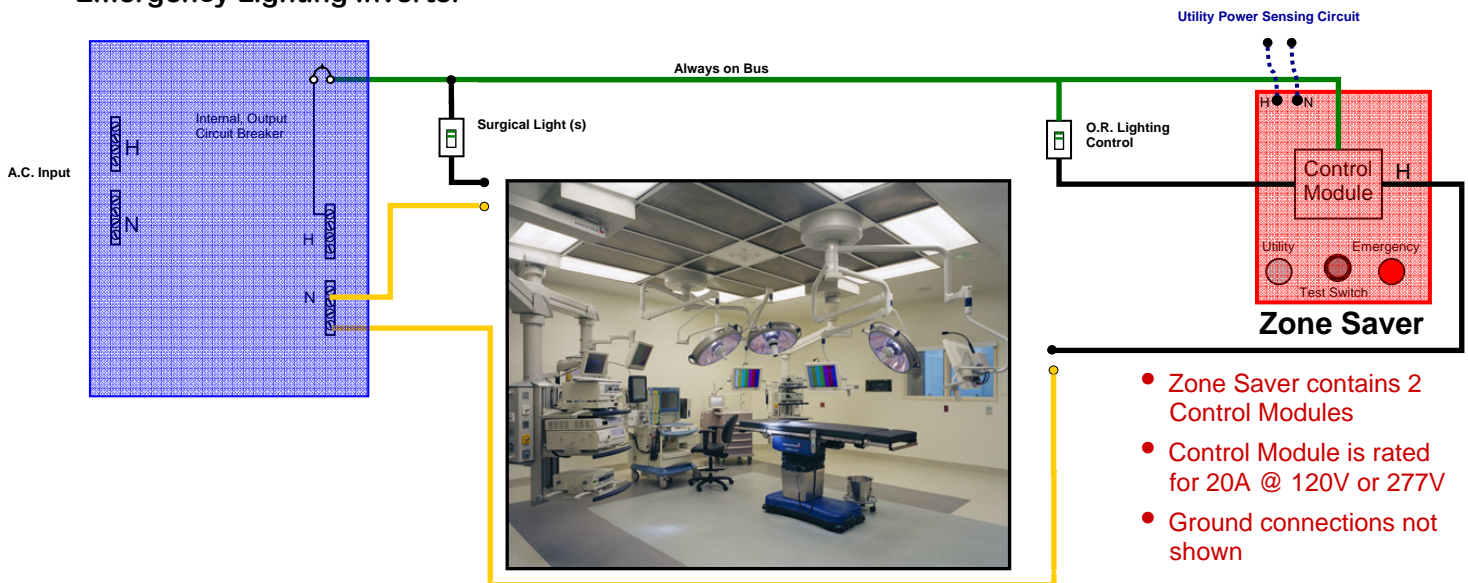 Emergency Lighting Inverter
Utility Power Sensing Circuit
Always on Bus
H N
Internal, Output
Circuit Breaker
Surgical Light (s)
O.R. Lighting
Control
H
A.C. Input
Control
Module
H
N
H
Utility
Emergency
N
Test Switch
Zone Saver
• Zone Saver contains 2
Control Modules
• Control Module is rated
for 20A @ 120V or 277V
• Ground connections not
shown